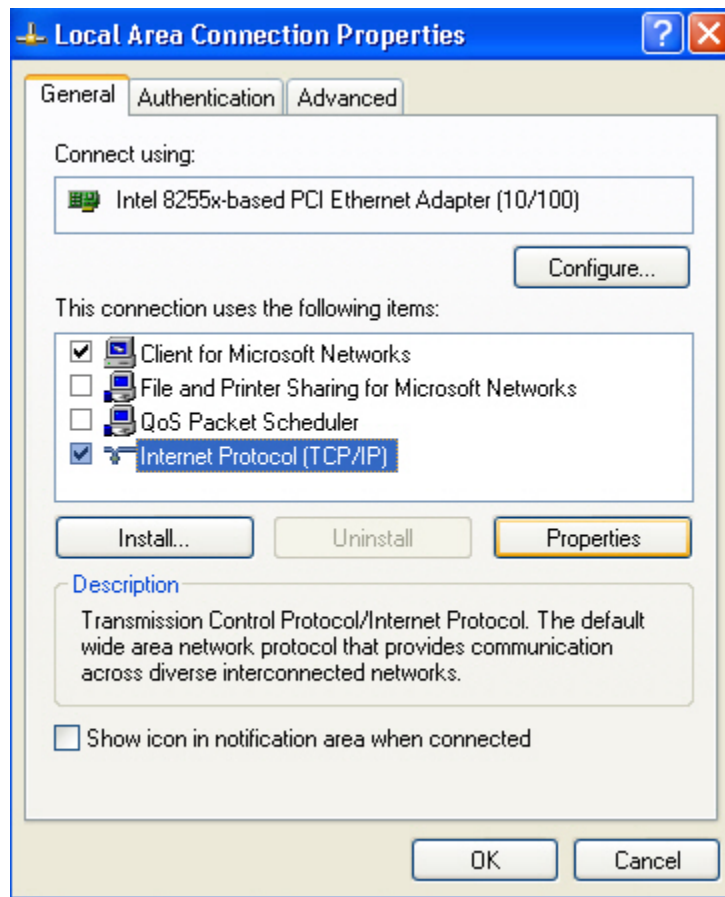 Local Area Connection Properties
General
Authentication
Advanced
Connect using:
Intel 8255x-based PCI Ethernet Adapter (10/100)
Configure...
This connection uses the following items:
Client for Microsoft Networks
File and Printer Sharing for Microsoft Networks
QoS Packet Scheduler
Internet Protocol (TCP/IP)
Install...
Uninstall
Properties
Description
Transmission Control Protocol/Internet Protocol. The default
wide area network protocol that provides communication
across diverse interconnected networks.
Show icon in notification area when connected
OK
Cancel